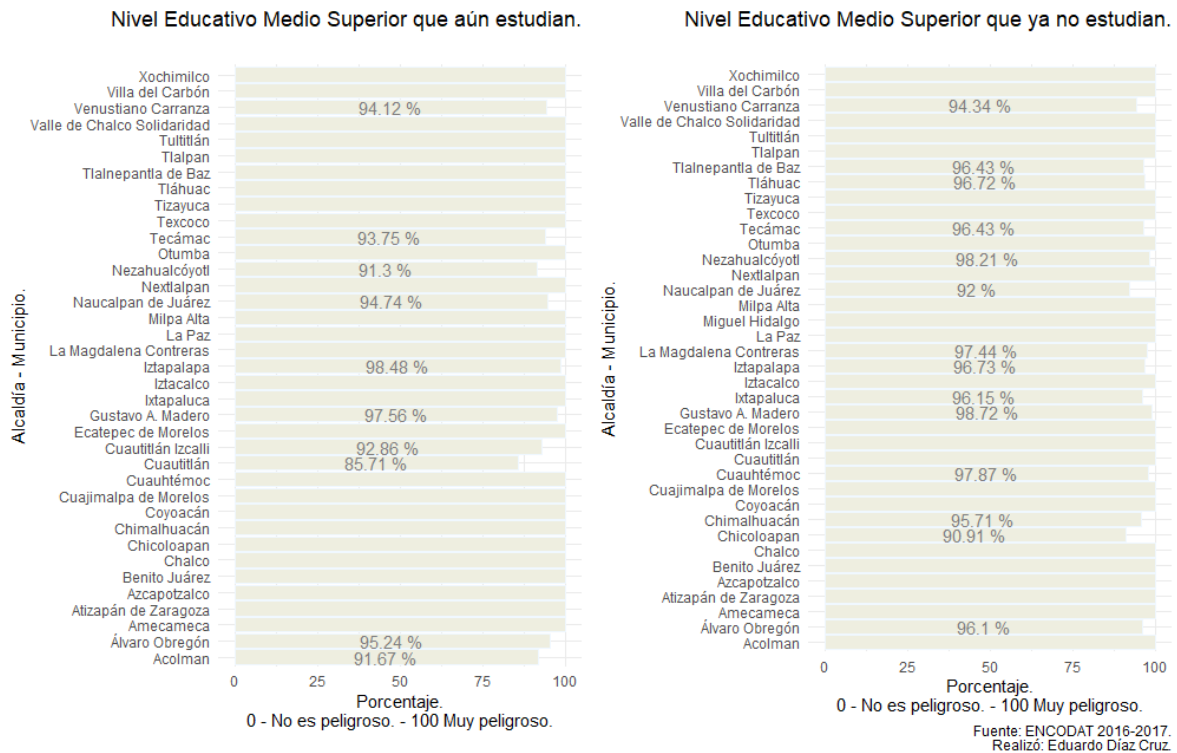 Nivel Educativo Medio Superior que aún estudian.
Alcaldía - Municipio.
Xochimilco
Villa del Carbón
Venustiano Carranza 94.12 %
Valle de Chalco Solidaridad
Tultitlán
Tlalpan
Tlalnepantla de Baz
Tláhuac
Tizayuca
Texcoco
Tecámac 93.75 %
Otumba
Nezahualcóyotl 91.3 %
Nextlalpan
Naucalpan de Juárez 94.74 %
Milpa Alta
La Paz
La Magdalena Contreras
Iztapalapa 98.48 %
Iztacalco
Ixtapaluca
Gustavo A. Madero 97.56 %
Ecatepec de Morelos
Cuautitlán Izcalli 92.86 %
Cuautitlán 85.71 %
Cuauhtémoc
Cuajimalpa de Morelos
Coyoacán
Chimalhuacán
Chicoloapan
Chalco
Benito Juárez
Azcapotzalco
Atizapán de Zaragoza
Amecameca
Álvaro Obregón 95.24 %
Acolman 91.67 %
0 25 50 75 100
Porcentaje.
0 - No es peligroso. - 100 Muy peligroso.
Nivel Educativo Medio Superior que ya no estudian.
Alcaldía - Municipio.
Xochimilco
Villa del Carbón
Venustiano Carranza 94.34 %
Valle de Chalco Solidaridad
Tultitlán
Tlalpan
Tlalnepantla de Baz 96.43 %
Tláhuac 96.72 %
Tizayuca
Texcoco
Tecámac 96.43 %
Otumba
Nezahualcóyotl 98.21 %
Nextlalpan
Naucalpan de Juárez 92 %
Milpa Alta
Miguel Hidalgo
La Paz
La Magdalena Contreras 97.44 %
Iztapalapa 96.73 %
Iztacalco
Ixtapaluca 96.15 %
Gustavo A. Madero 98.72 %
Ecatepec de Morelos
Cuautitlán Izcalli
Cuautitlán
Cuauhtémoc 97.87 %
Cuajimalpa de Morelos
Coyoacán
Chimalhuacán 95.71 %
Chicoloapan 90.91 %
Chalco
Benito Juárez
Azcapotzalco
Atizapán de Zaragoza
Amecameca
Álvaro Obregón 96.1 %
Acolman
0 25 50 75 100
Porcentaje.
0 - No es peligroso. - 100 Muy peligroso.
Fuente: ENCODAT 2016-2017.
Realizó: Eduardo Díaz Cruz.